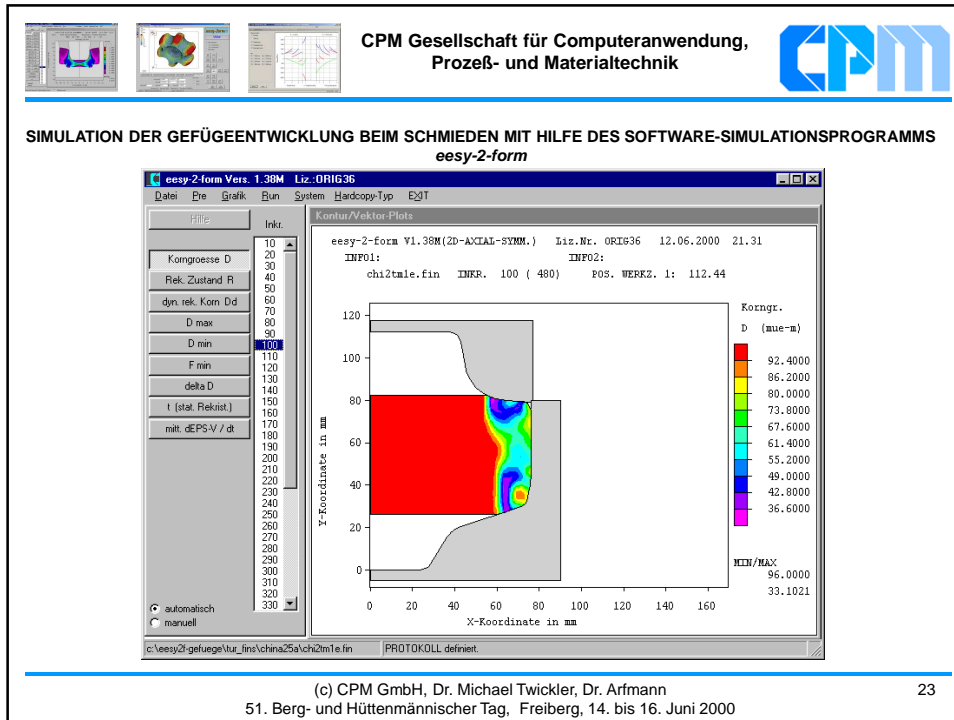 CPM Gesellschaft für Computeranwendung,
Prozeß- und Materialtechnik
CPM
SIMULATION DER GEFÜGEENTWICKLUNG BEIM SCHMIEDEN MIT HILFE DES SOFTWARE-SIMULATIONSPROGRAMMS
eesy-2-form
eesy-2-form Vers. 1.38M Liz.:ORIG36
Datei Pre Grafik Run System Hardcopy-Typ EXIT
Hilfe
Korngroesse D
Rek. Zustand R
dyn. rek. Korn Dd
D max
D min
F min
delta D
t (stat. Rekrist.)
mitt. dEPS-V / dt
automatisch
manuell
Inkr.
10
20
30
40
50
60
70
80
90
100
110
120
130
140
150
160
170
180
190
200
210
220
230
240
250
260
270
280
290
300
310
320
330
Kontur/Vektor-Plots
eesy-2-form V1.38M(2D-AXIAL-SYMM.) Liz.Nr. ORIG36 12.06.2000 21.31
INFO1: INFO2:
chi2tm1e.fin INKR. 100 ( 480) POS. WERKZ. 1: 112.44
120
100
80
60
40
20
0
Y-Koordinate in mm
0 20 40 60 80 100 120 140 160
X-Koordinate in mm
Korngr.
D (mue-m)
92.4000
86.2000
80.0000
73.8000
67.6000
61.4000
55.2000
49.0000
42.8000
36.6000
MIN/MAX
96.0000
33.1021
c:\eesy2f-gefuege\tur_fins\china25a\chi2tm1e.fin PROTOKOLL definiert.
(c) CPM GmbH, Dr. Michael Twickler, Dr. Arfmann
51. Berg- und Hüttenmännischer Tag, Freiberg, 14. bis 16. Juni 2000
23